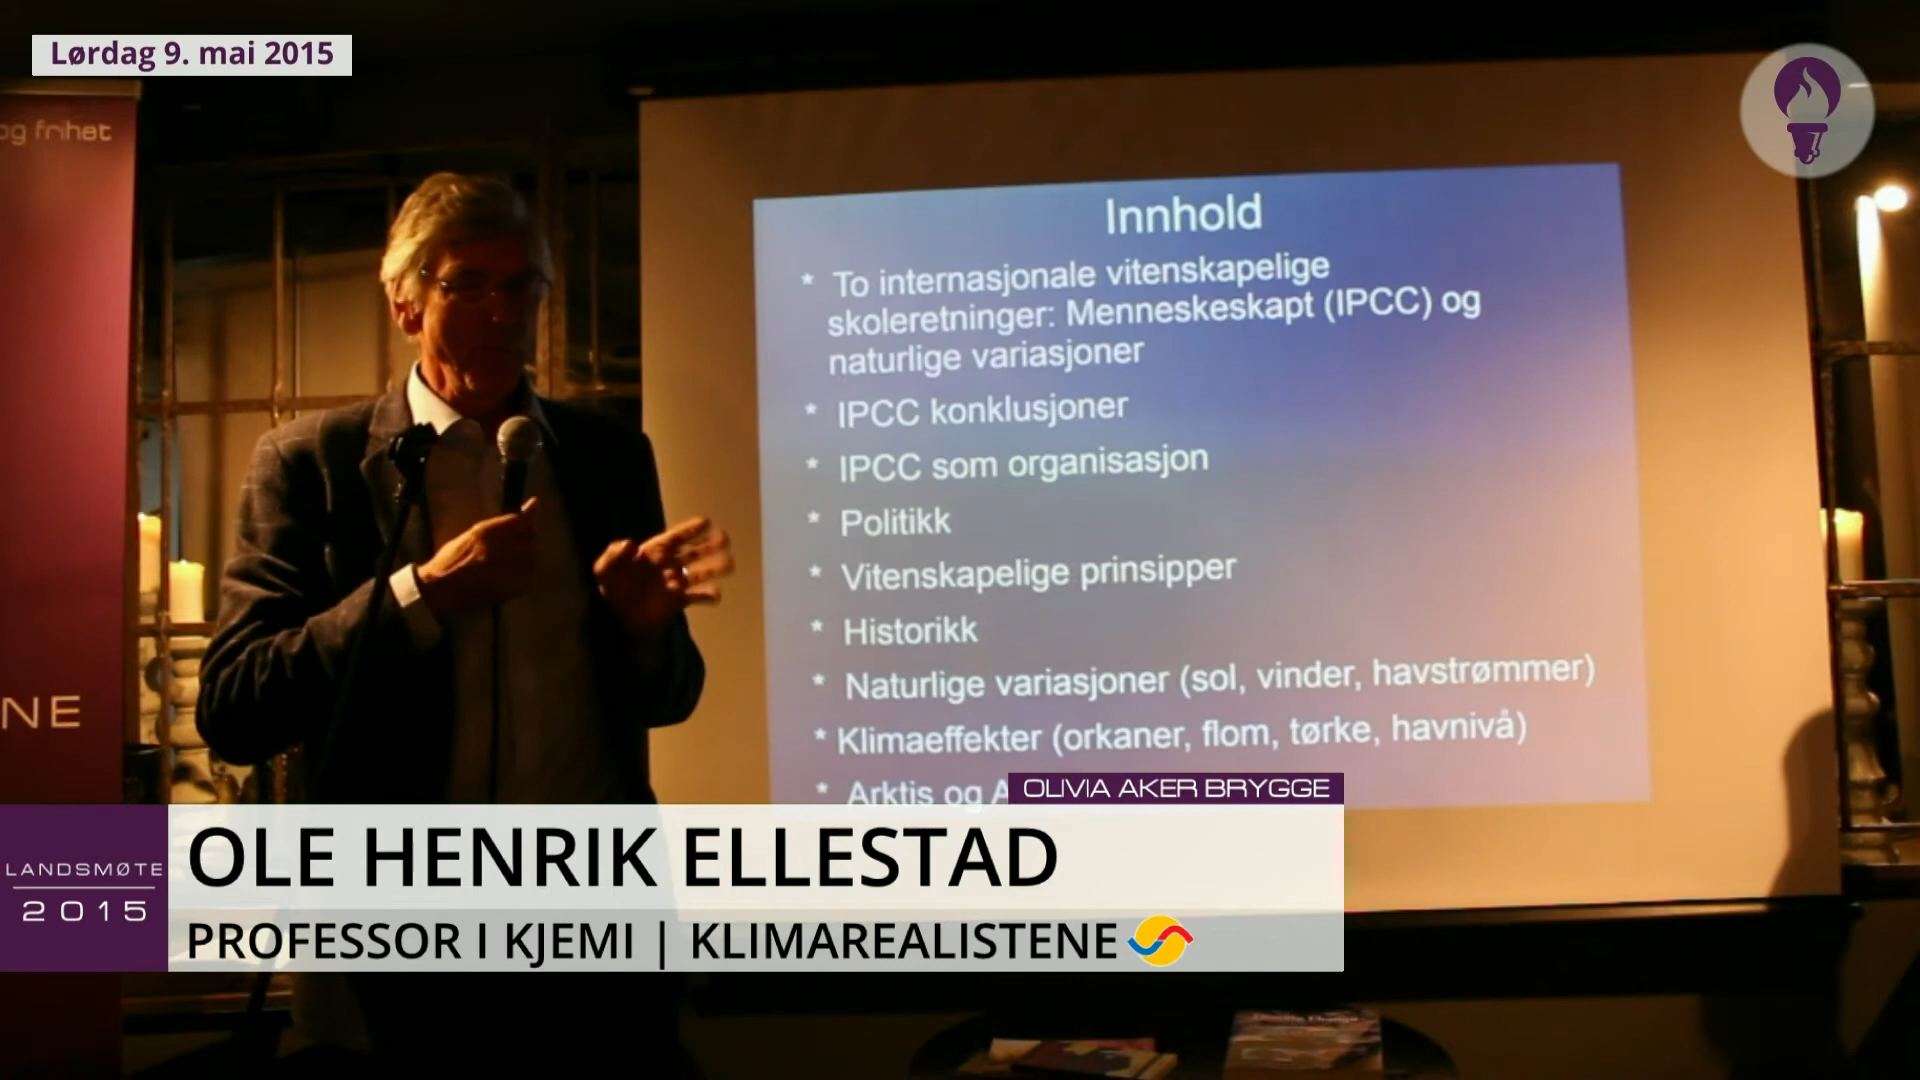 Lørdag 9. mai 2015
og frihet
NE
Innhold
* To internasjonale vitenskapelige
skoleretninger: Menneskeskapt (IPCC) og
naturlige variasjoner
* IPCC konklusjoner
* IPCC som organisasjon
* Politikk
* Vitenskapelige prinsipper
* Historikk
* Naturlige variasjoner (sol, vinder, havstrømmer)
* Klimaeffekter (orkaner, flom, tørke, havnivå)
* Arktis og A
OLIVIA AKER BRYGGE
LANDSMØTE
2015
OLE HENRIK ELLESTAD
PROFESSOR I KJEMI | KLIMAREALISTENE